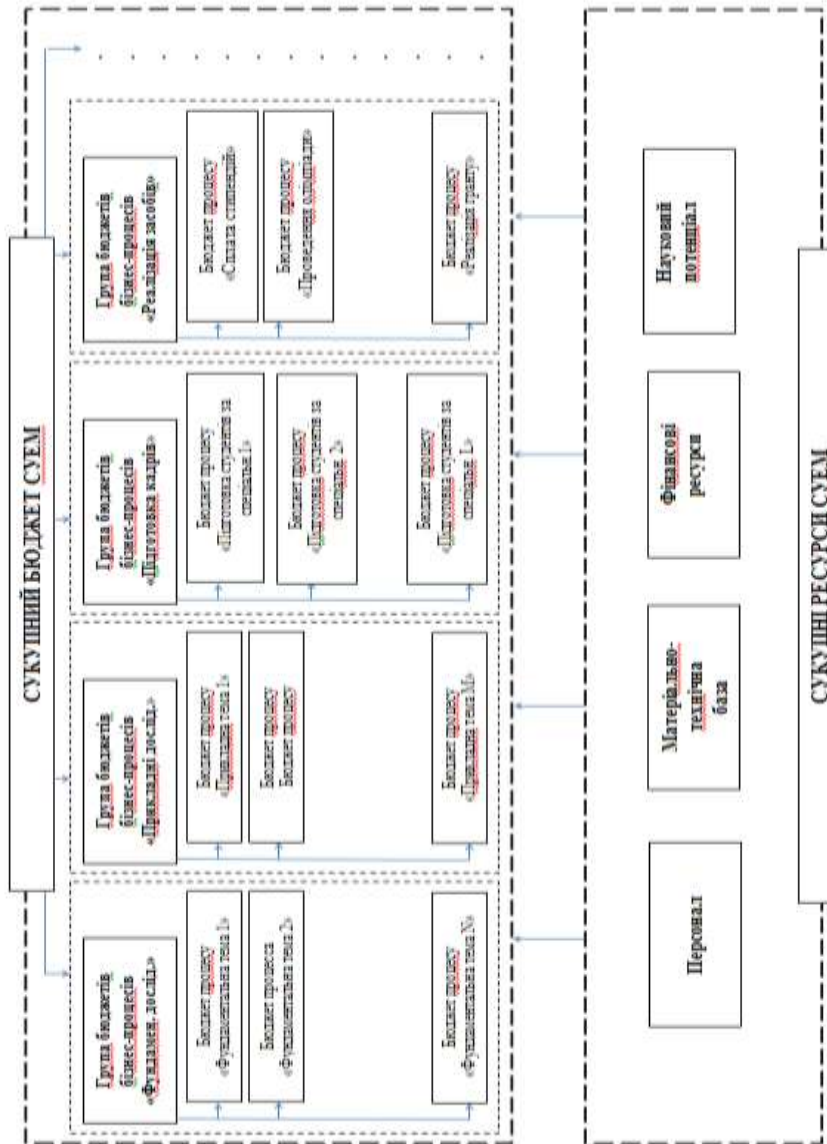 СУКУПНИЙ БЮДЖЕТ СУЕМ
Група бюджетів
бізнес-процесів
«Фундамен. дослід.»
Бюджет процесу
«Фундаментальна тема 1»
Бюджет процесса
«Фундаментальна тема 2»
Бюджет процесу
«Фундаментальна тема N»
Група бюджетів
бізнес-процесів
«Прикладні дослід.»
Бюджет процесу
«Прикладна тема 1»
Бюджет процесу
Бюджет процесу
Бюджет процесу
«Прикладна тема M»
Група бюджетів
бізнес-процесів
«Підготовка кадрів»
Бюджет процесу
«Підготовка студентів за
спеціальн.1»
Бюджет процесу
«Підготовка студентів за
спеціальн. 2»
Бюджет процесу
«Підготовка студентів за
спеціальн. L»
Група бюджетів
бізнес-процесів
«Реалізація засобів»
Бюджет процесу
«Сплата стипендій»
Бюджет процесу
«Проведення олімпіади»
Бюджет процесу
«Реалізація гранту»
Персонал
Матеріально-
технічна
база
Фінансові
ресурси
Науковий
потенціал
СУКУПНІ РЕСУРСИ СУЕМ